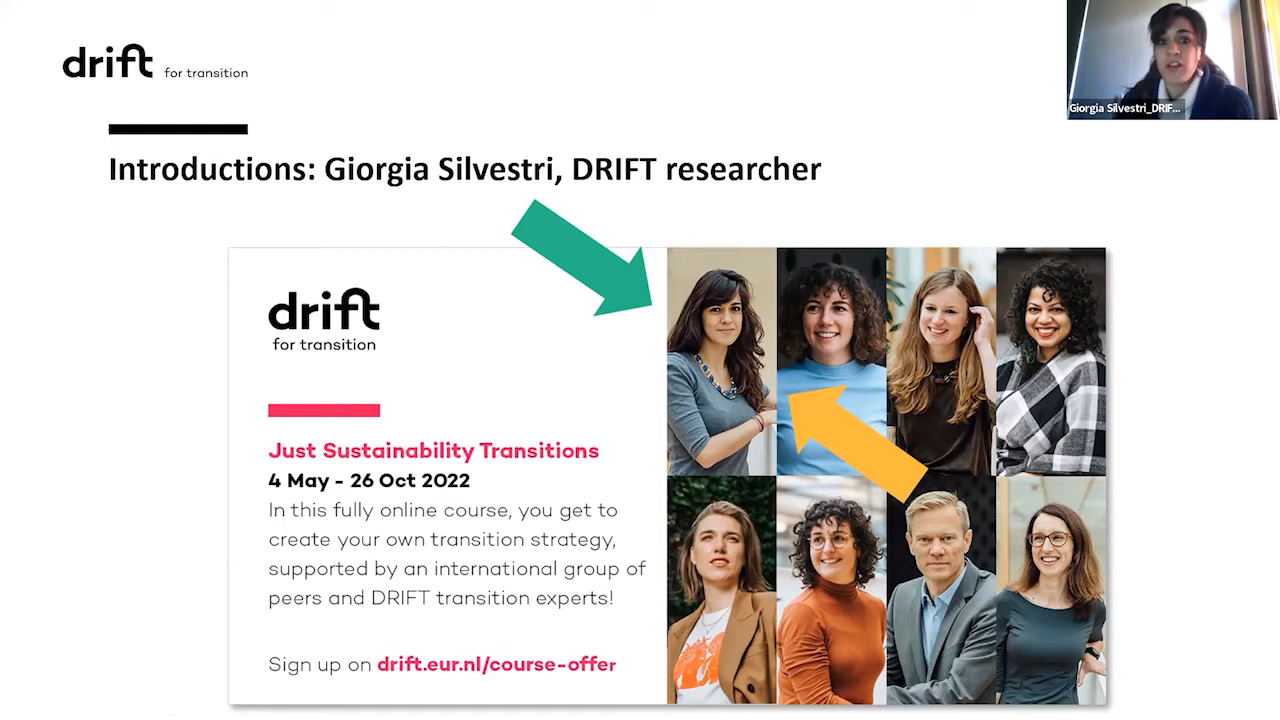 drift for transition
Giorgia Silvestri_DRIF...
Introductions: Giorgia Silvestri, DRIFT researcher
drift
for transition
Just Sustainability Transitions
4 May - 26 Oct 2022
In this fully online course, you get to
create your own transition strategy,
supported by an international group of
peers and DRIFT transition experts!
Sign up on drift.eur.nl/course-offer